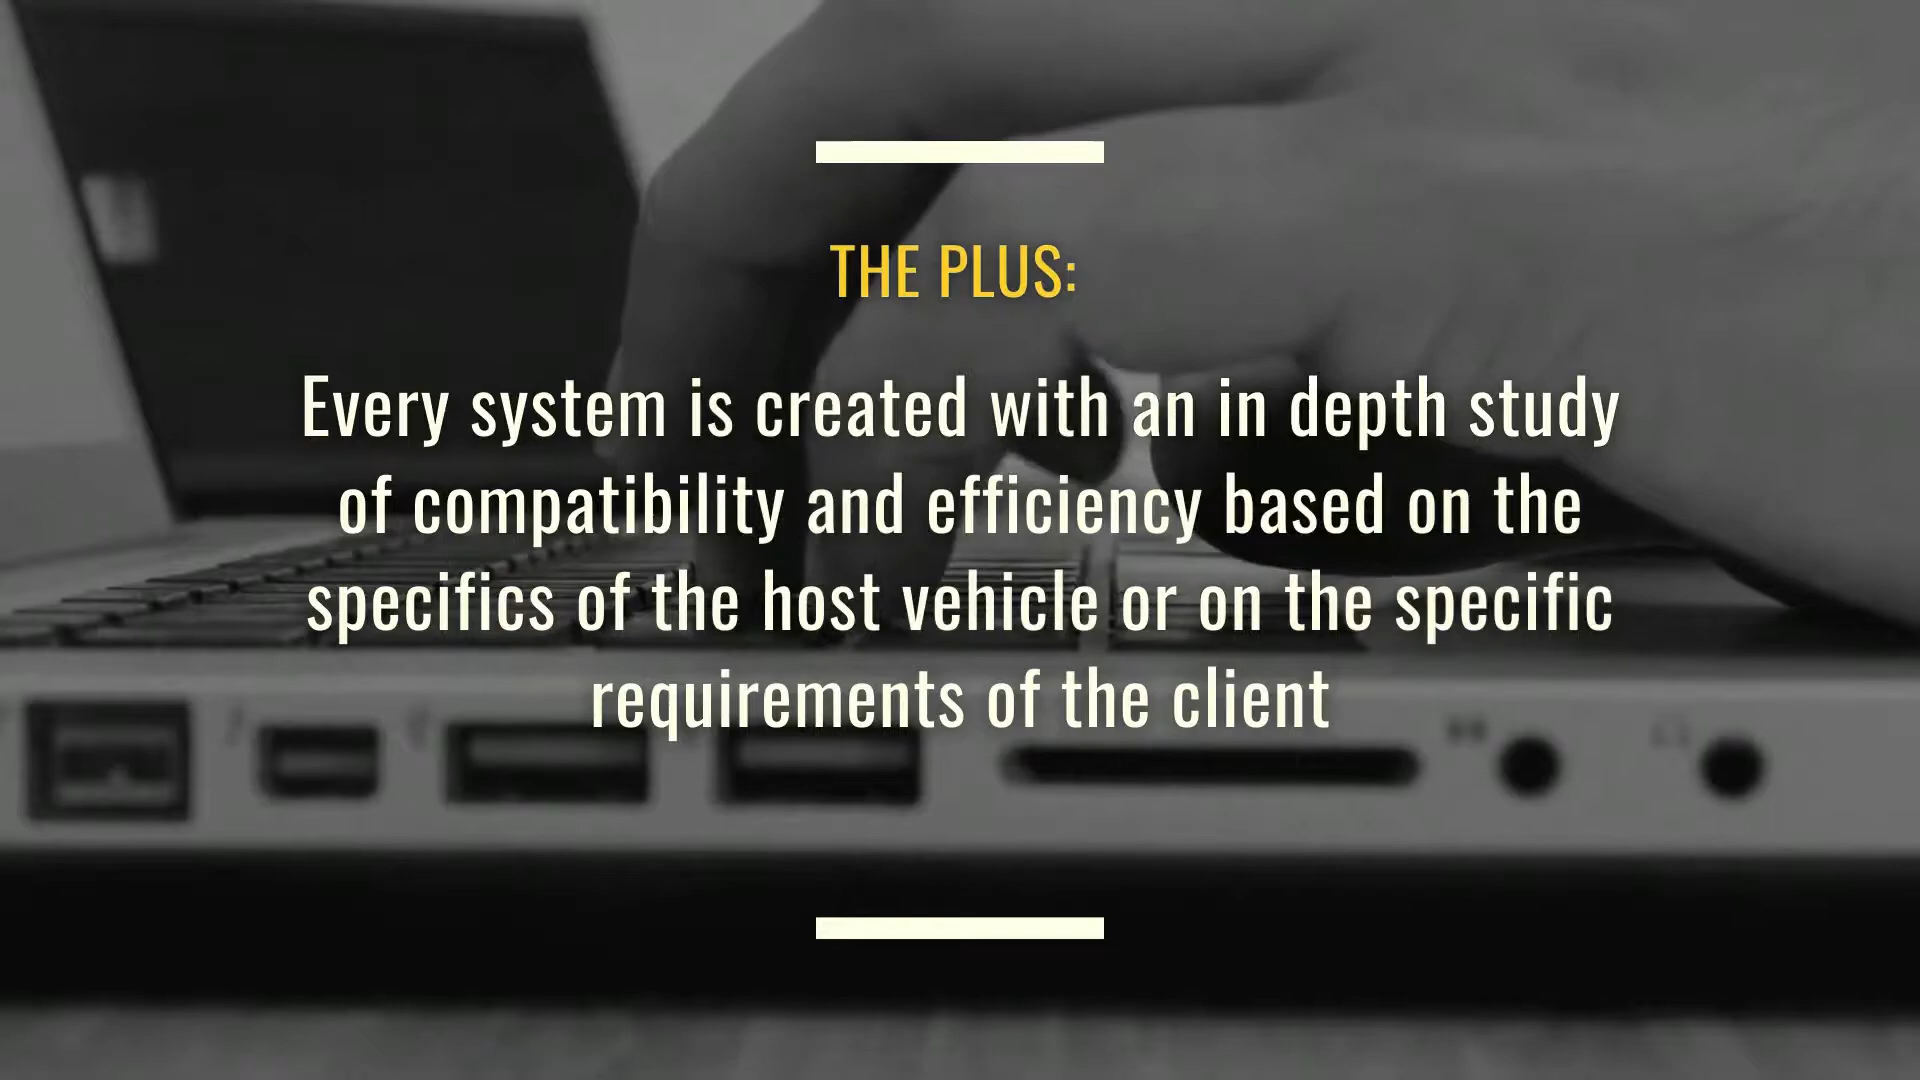 THE PLUS:
Every system is created with an in depth study
of compatibility and efficiency based on the
specifics of the host vehicle or on the specific
requirements of the client